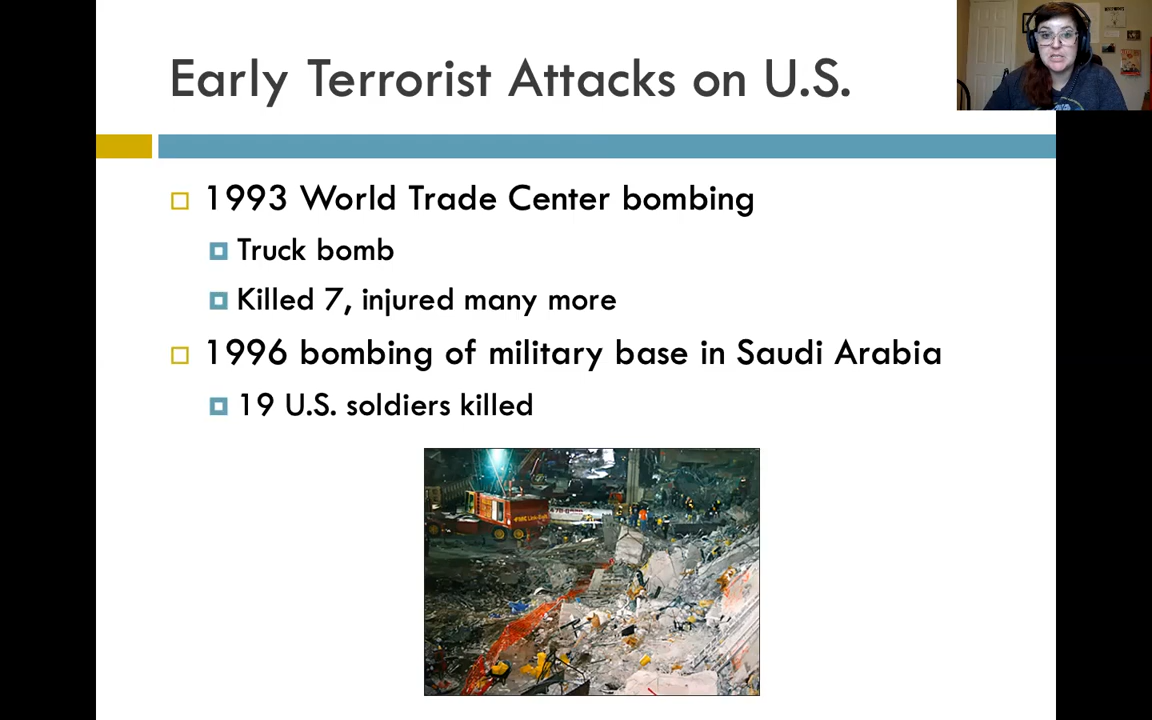 Early Terrorist Attacks on U.S.
1993 World Trade Center bombing
Truck bomb
Killed 7, injured many more
1996 bombing of military base in Saudi Arabia
19 U.S. soldiers killed